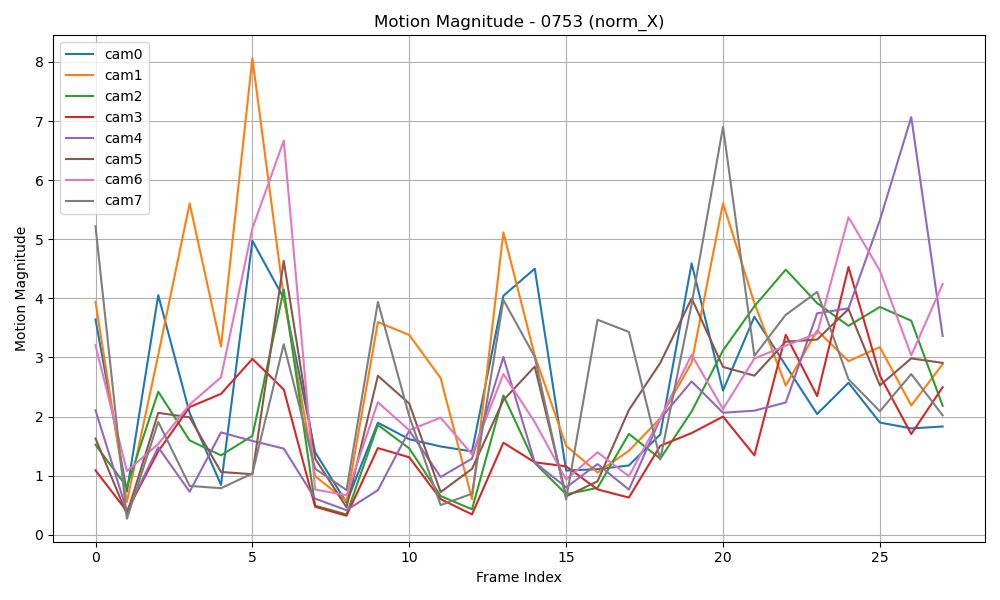 Motion Magnitude - 0753 (norm_X)
cam0
cam1
cam2
cam3
cam4
cam5
cam6
cam7
Motion Magnitude
8
7
6
5
4
3
2
1
0
0 5 10 15 20 25
Frame Index